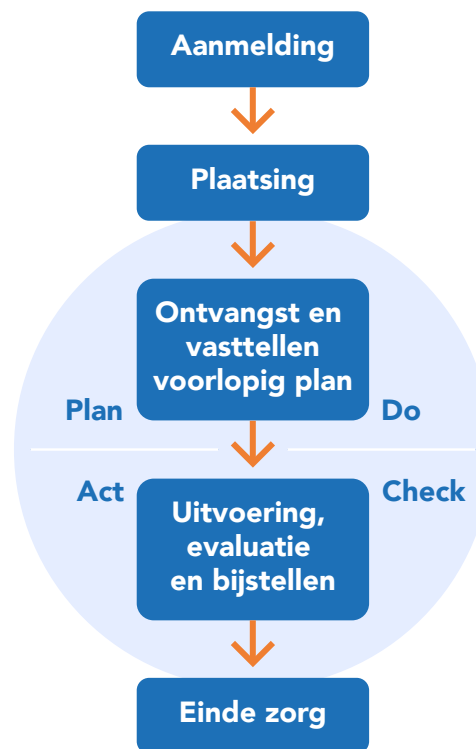 Aanmelding
Plaatsing
Ontvangst en
vasttellen
voorlopig plan
Plan
Do
Act
Check
Uitvoering,
evaluatie
en bijstellen
Einde zorg